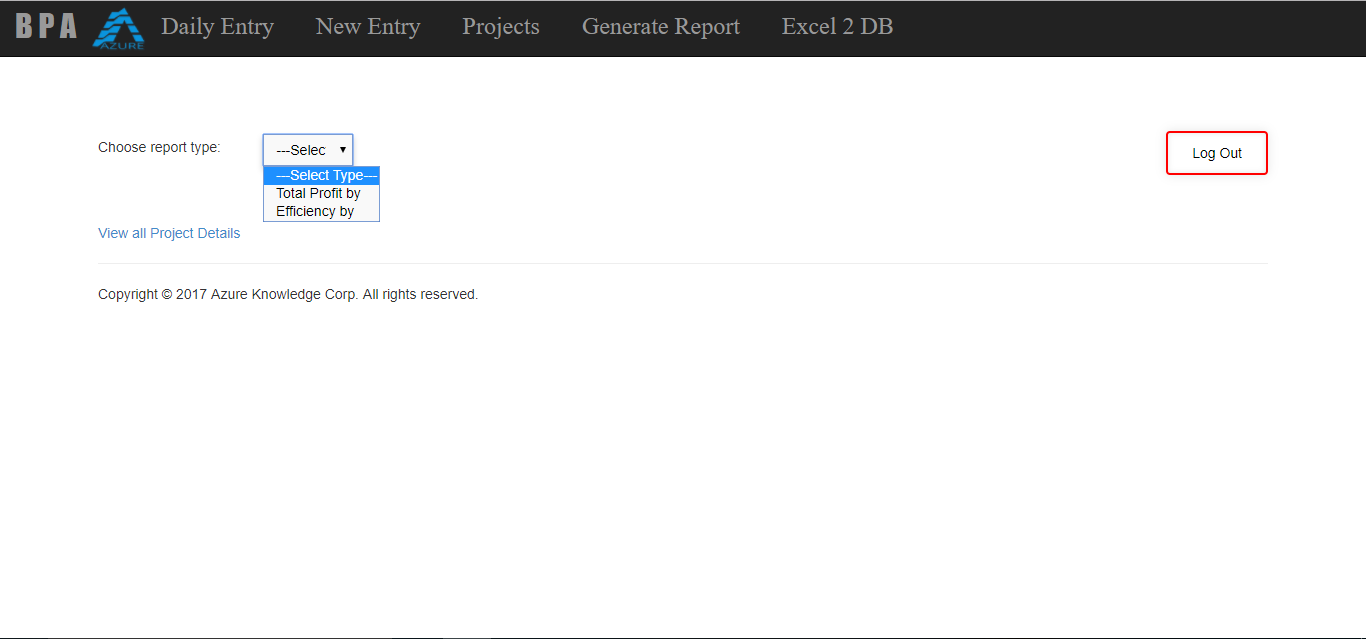 BPA AZURE Daily Entry New Entry Projects Generate Report Excel 2 DB
Choose report type: ---Selec Log Out
---Select Type---
Total Profit by
Efficiency by
View all Project Details
Copyright © 2017 Azure Knowledge Corp. All rights reserved.